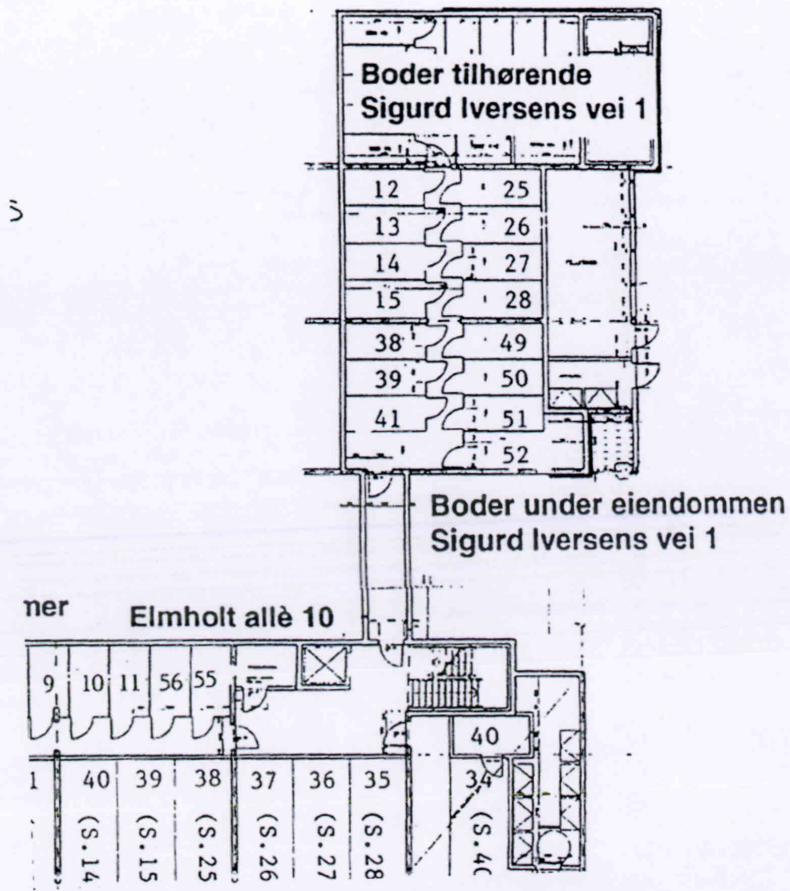 Boder tilhørende
Sigurd Iversens vei 1
12 25
13 26
14 27
15 28
38 49
39 50
41 51
52
Boder under eiendommen
Sigurd Iversens vei 1
ner
Elmholt allè 10
9 10 11 56 55
40
1 40 39 38 37 36 35 34
(S.14 (S.15 (S.25 (S.26 (S.27 (S.28 (S.40